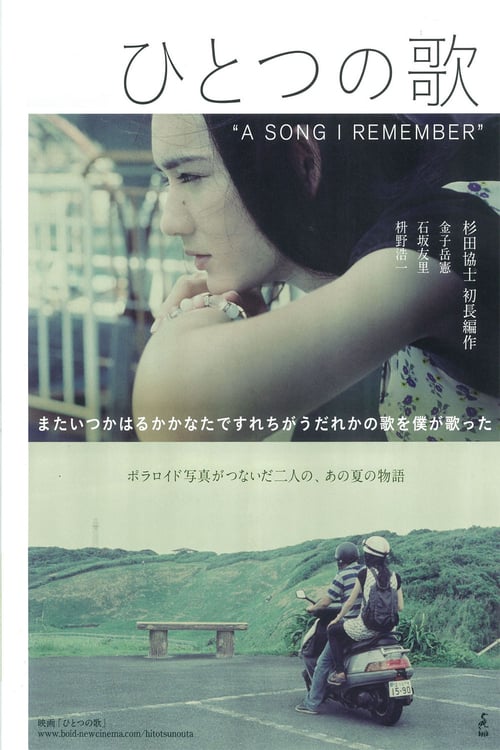 ひとつの歌
“A SONG I REMEMBER”
杉田協士 初長編作
金子岳憲
石坂友里
枡野浩一
またいつかはるかかなたですれちがうだれかの歌を僕が歌った
ポラロイド写真がつないだ二人の、あの夏の物語
15-90
映画「ひとつの歌」
www.boid-newcinema.com/hitotsunouta